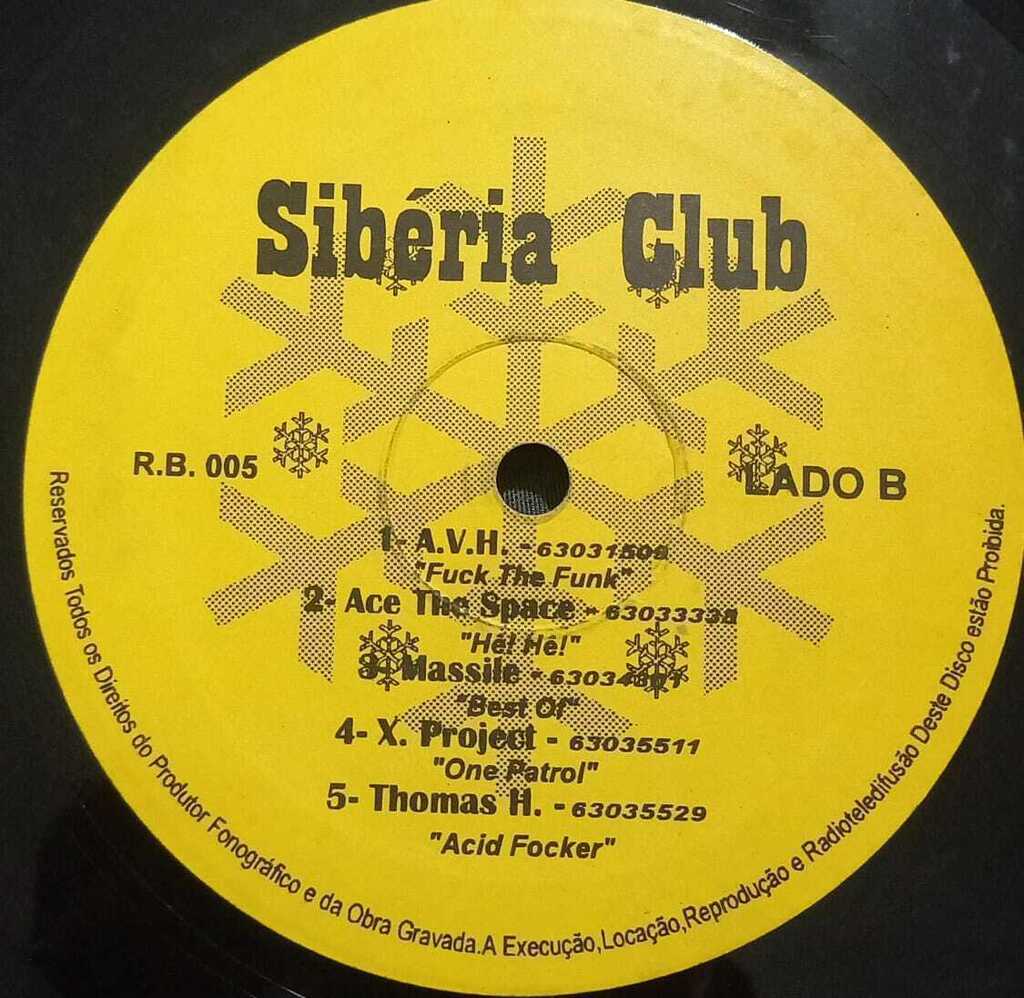 Sibéria Club
R.B. 005
LADO B
1- A.V.H. -
"Fuck The Funk"
2- Ace The Space - 63033338
"Hé! Hê!"
3- Massile -
"Best Of"
4- X. Project - 63035511
"One Patrol"
5- Thomas H. - 63035529
"Acid Focker"
Reservados Todos os Direitos do Produtor Fonográfico e da Obra Gravada.A Execução,Locação,Reprodução e Radioteledifusão Deste Disco estão Proibida.